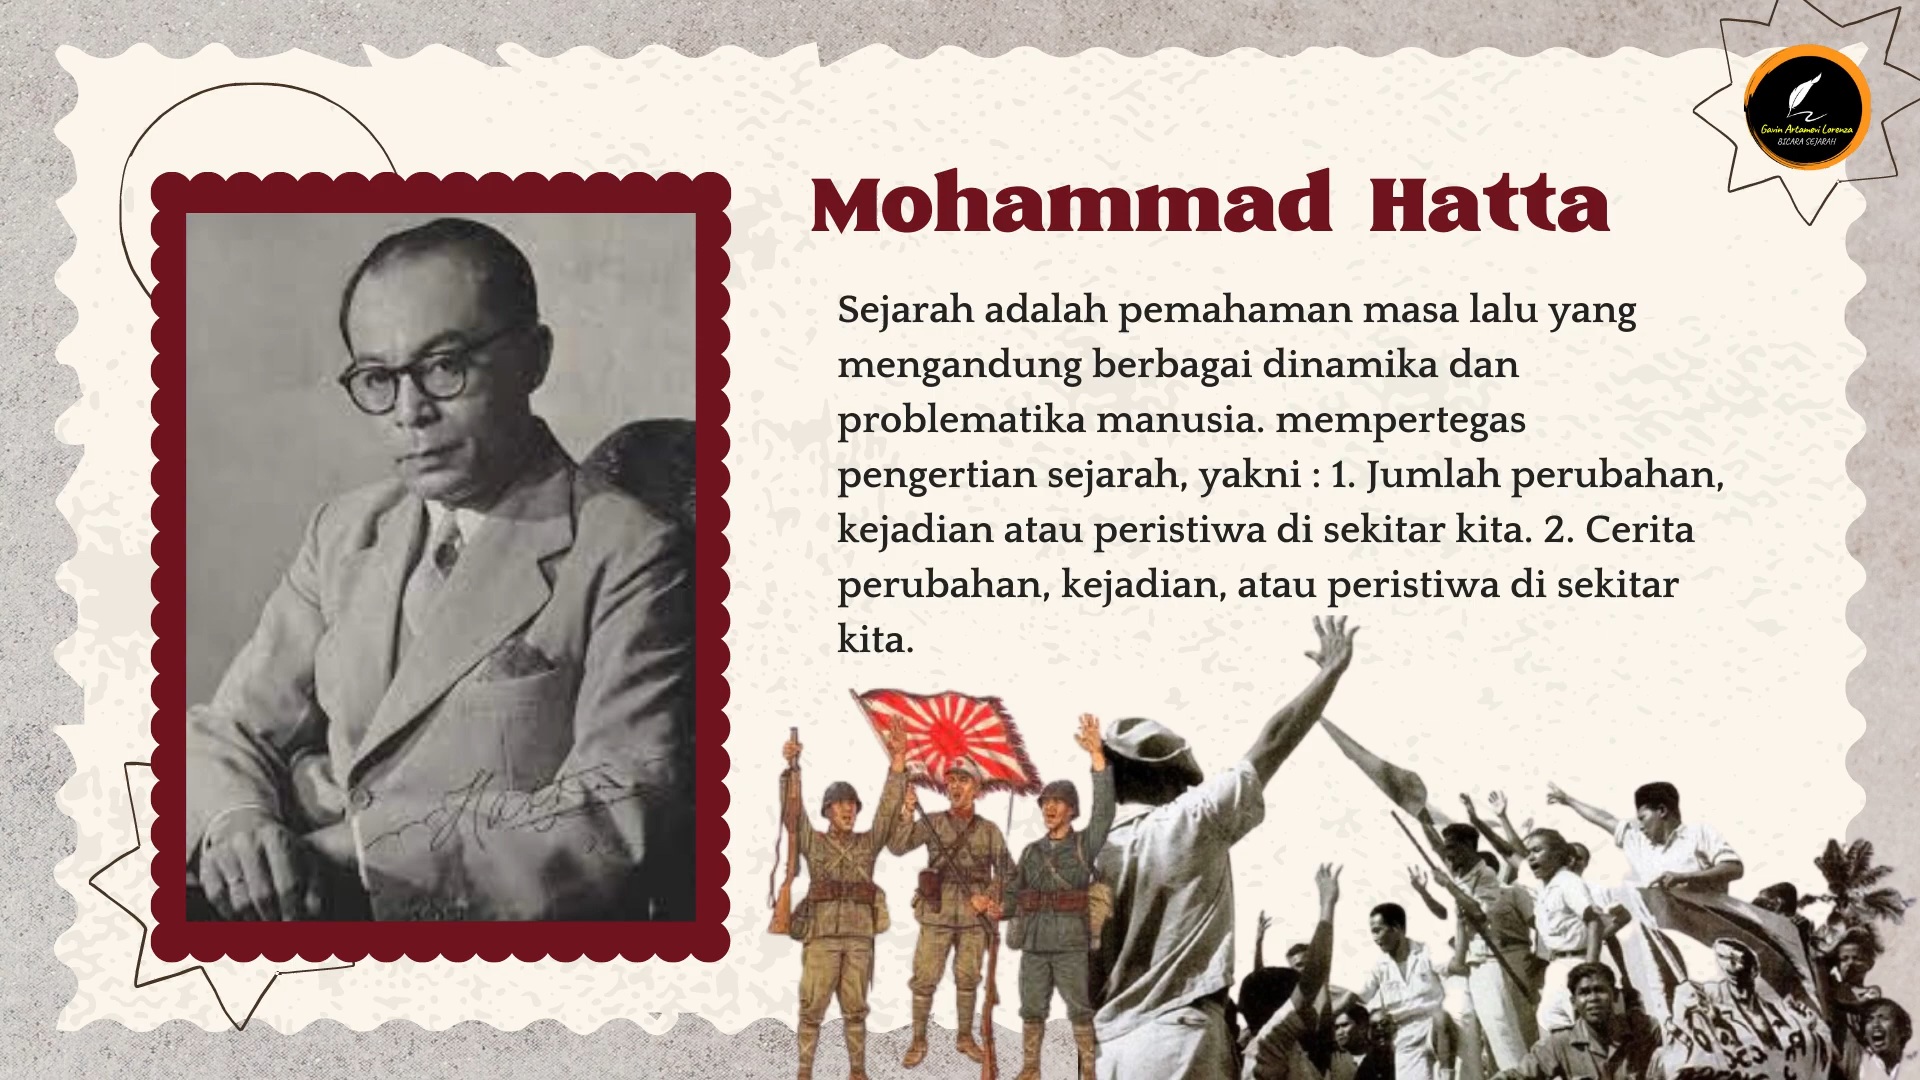 Gavin Artamevi Lorenza
BICARA SEJARAH
Mohammad Hatta
Sejarah adalah pemahaman masa lalu yang
mengandung berbagai dinamika dan
problematika manusia. mempertegas
pengertian sejarah, yakni : 1. Jumlah perubahan,
kejadian atau peristiwa di sekitar kita. 2. Cerita
perubahan, kejadian, atau peristiwa di sekitar
kita.